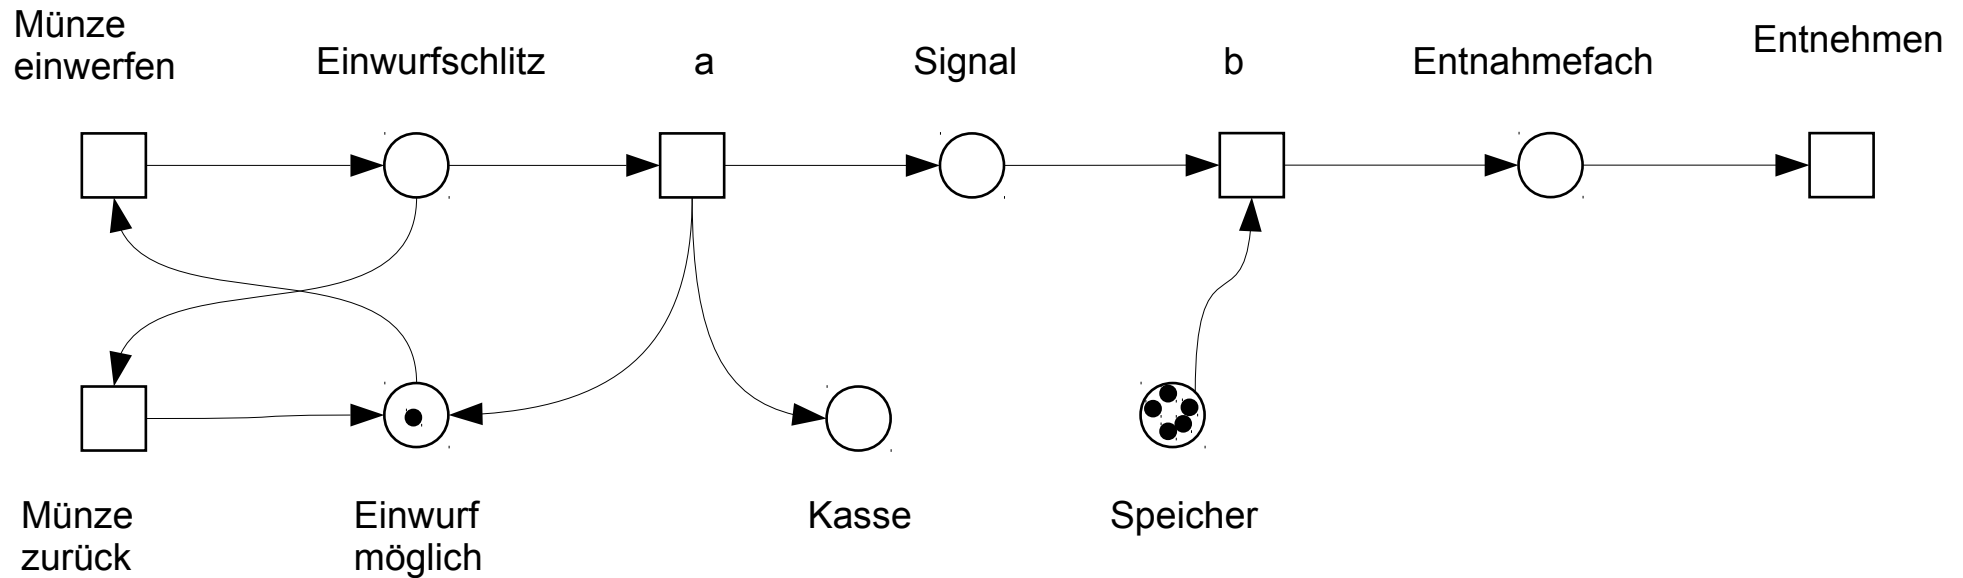 Münze
einwerfen
Einwurfschlitz
a
Signal
b
Entnahmefach
Entnehmen
Münze
zurück
Einwurf
möglich
Kasse
Speicher